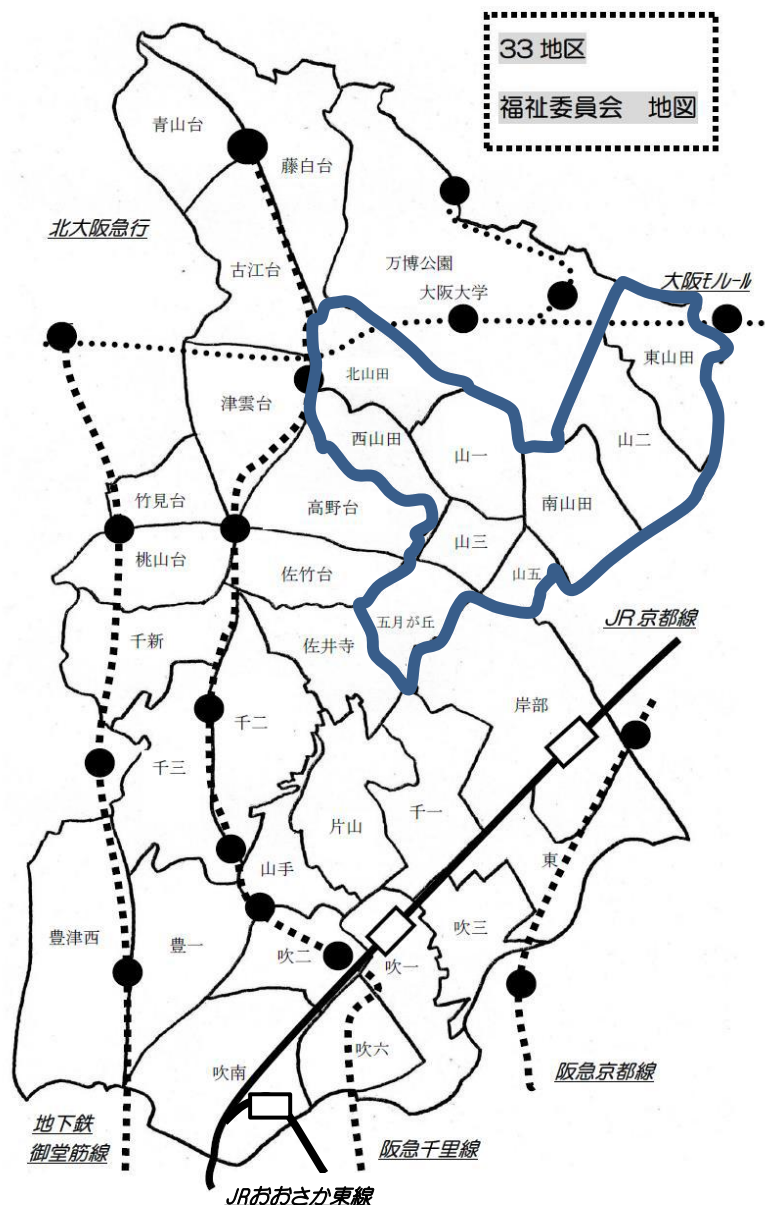 33地区
福祉委員会　地図
青山台
藤白台
北大阪急行
古江台
万博公園
大阪大学
大阪ﾓﾉﾚｰﾙ
東山田
北山田
津雲台
西山田
山一
山二
竹見台
高野台
南山田
桃山台
佐竹台
山三
山五
五月が丘
JR京都線
千新
佐井寺
岸部
千二
千三
片山
千一
山手
東
豊津西
豊一
吹二
吹三
吹一
吹六
吹南
阪急京都線
地下鉄
御堂筋線
阪急千里線
JRおおさか東線